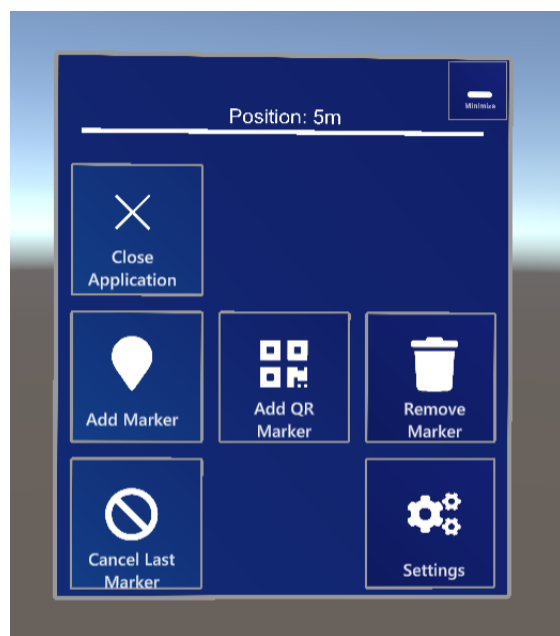 Minimize
Position: 5m
Close
Application
Add Marker
Add QR
Marker
Remove
Marker
Cancel Last
Marker
Settings